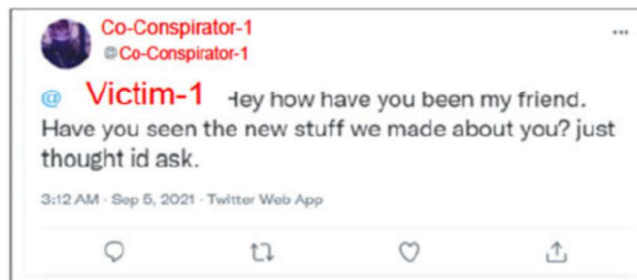 Co-Conspirator-1
@Co-Conspirator-1
@ Victim-1 Hey how have you been my friend.
Have you seen the new stuff we made about you? just
thought id ask.
3:12 AM · Sep 5, 2021 · Twitter Web App